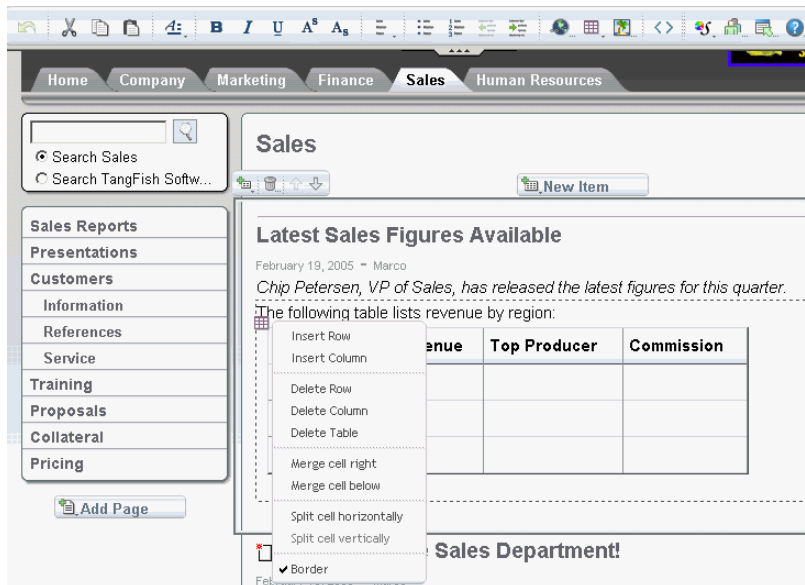 B I U A^s A_s
Home Company Marketing Finance Sales Human Resources
Search Sales
Search TangFish Softw...
Sales Reports
Presentations
Customers
Information
References
Service
Training
Proposals
Collateral
Pricing
Add Page
Sales
New Item
Latest Sales Figures Available
February 19, 2005 - Marco
Chip Petersen, VP of Sales, has released the latest figures for this quarter.
The following table lists revenue by region:
enue Top Producer Commission
Insert Row
Insert Column
Delete Row
Delete Column
Delete Table
Merge cell right
Merge cell below
Split cell horizontally
Split cell vertically
Border
e Sales Department!